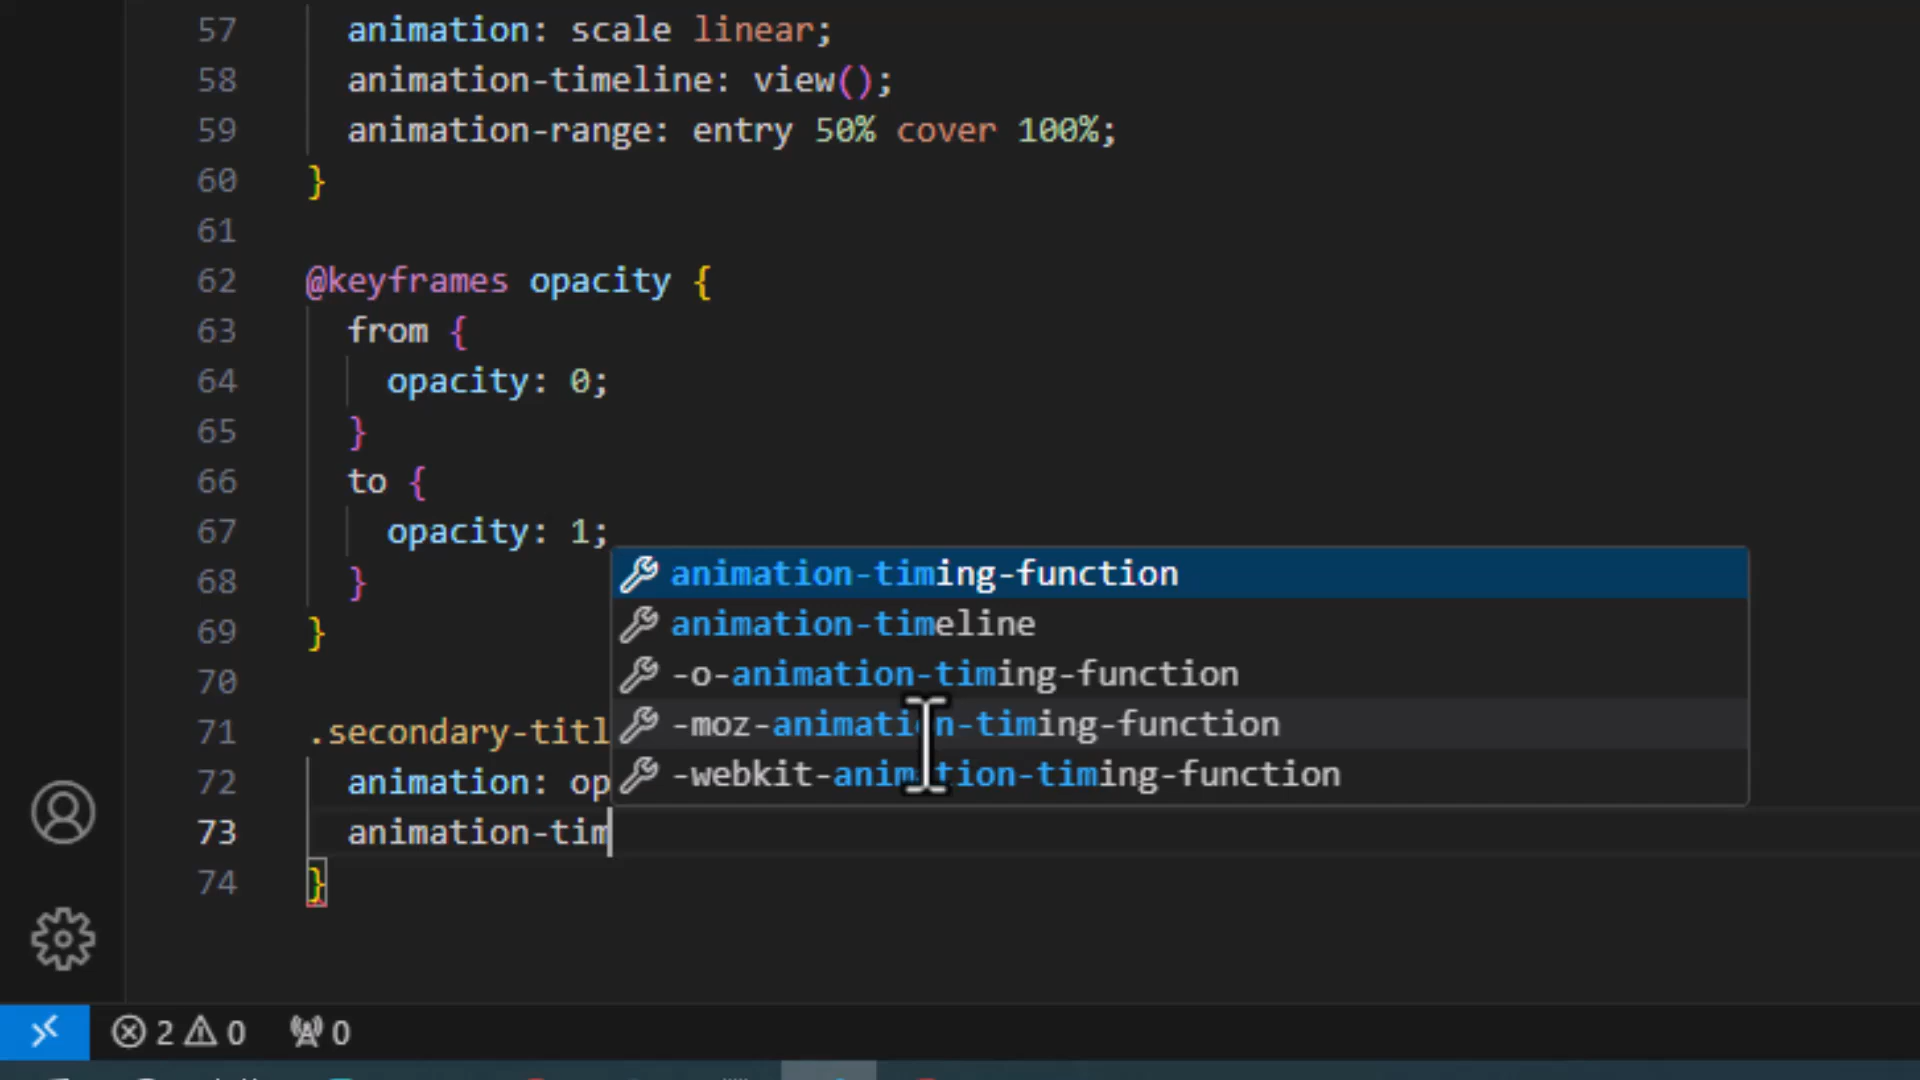 57 animation: scale linear;
58 animation-timeline: view();
59 animation-range: entry 50% cover 100%;
60 }
61
62 @keyframes opacity {
63 from {
64 opacity: 0;
65 }
66 to {
67 opacity: 1;
68 }
69 }
70
71 .secondary-titl
72 animation: op
73 animation-tim
74 }
animation-timing-function
animation-timeline
-o-animation-timing-function
-moz-animation-timing-function
-webkit-animation-timing-function
2 0 0